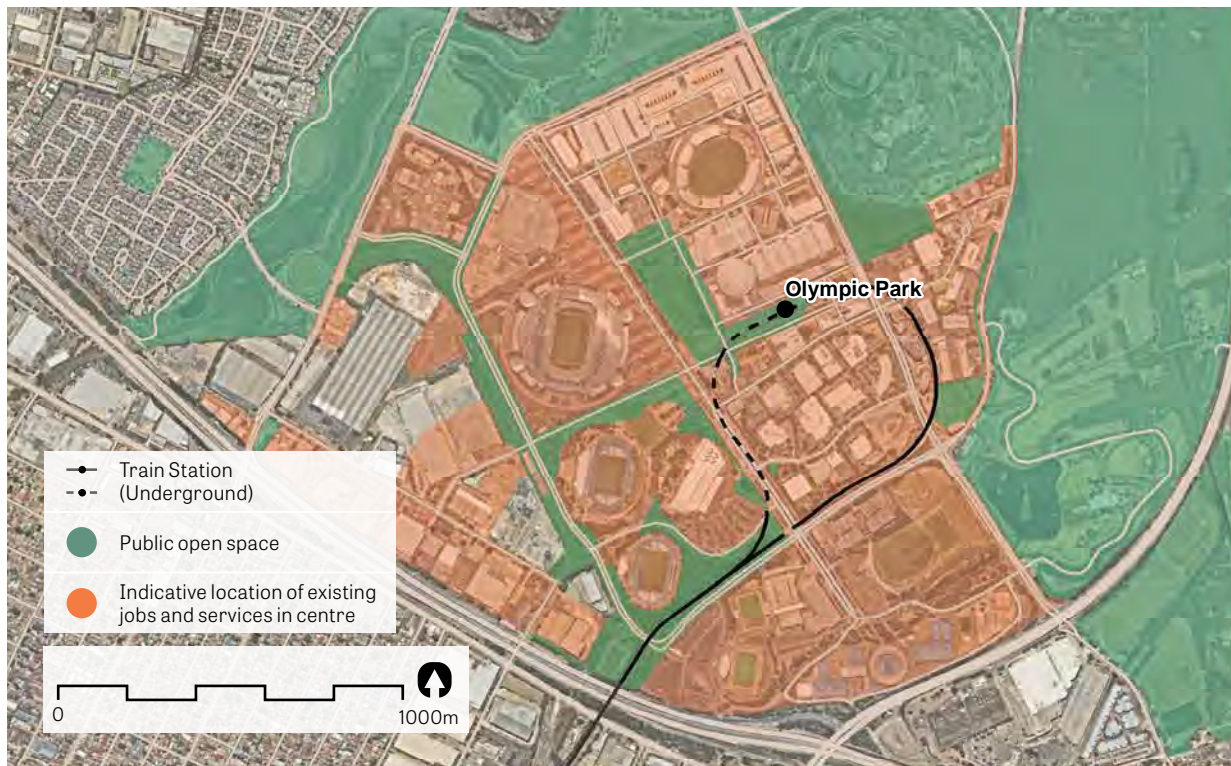 Olympic Park
Train Station
(Underground)
Public open space
Indicative location of existing
jobs and services in centre
0
1000m